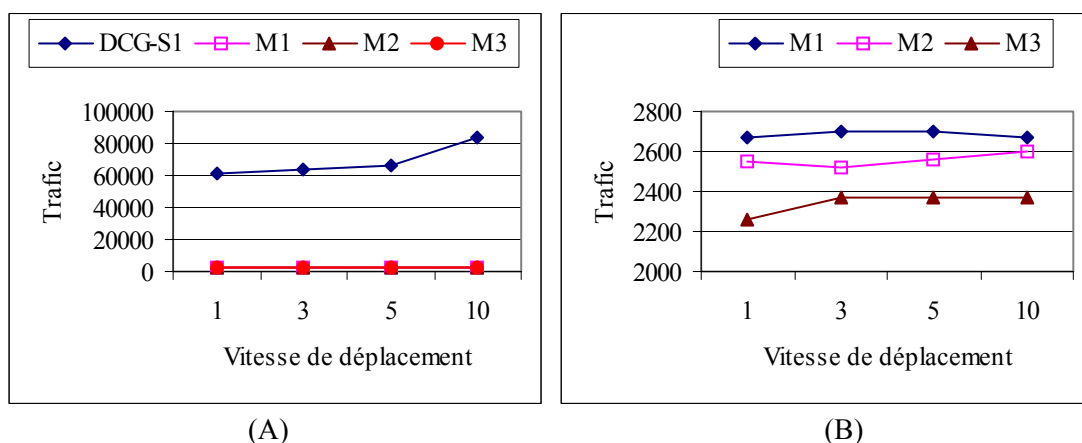 DCG-S1 M1 M2 M3
100000
80000
60000
40000
20000
0
Trafic
1 3 5 10
Vitesse de déplacement
(A)
M1 M2 M3
2800
2600
2400
2200
2000
Trafic
1 3 5 10
Vitesse de déplacement
(B)